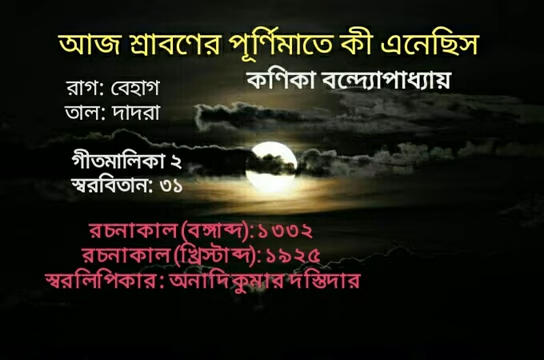 আজ শ্রাবণের পূর্ণিমাতে কী এনেছিস
কণিকা বন্দ্যোপাধ্যায়
রাগ: বেহাগ
তাল: দাদরা
গীতমালিকা ২
স্বরবিতান: ৩১
রচনাকাল (বঙ্গাব্দ): ১৩৩২
রচনাকাল (খ্রিস্টাব্দ): ১৯২৫
স্বরলিপিকার: অনাদিকুমার দস্তিদার